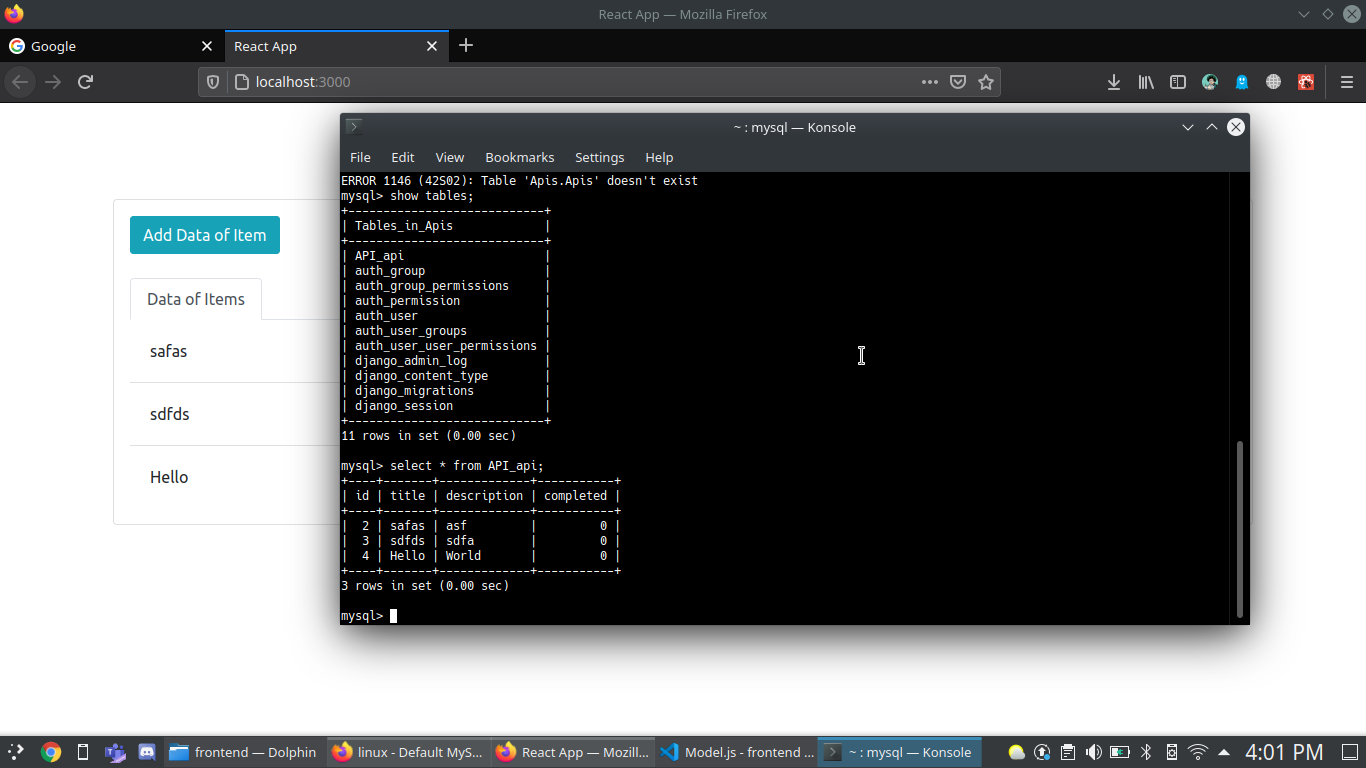 React App — Mozilla Firefox
Google
React App
localhost:3000
~ : mysql — Konsole
File Edit View Bookmarks Settings Help
Add Data of Item
Data of Items
safas
sdfds
Hello
ERROR 1146 (42S02): Table 'Apis.Apis' doesn't exist
mysql> show tables;
+----------------------------+
| Tables_in_Apis             |
+----------------------------+
| API_api                    |
| auth_group                 |
| auth_group_permissions     |
| auth_permission            |
| auth_user                  |
| auth_user_groups           |
| auth_user_user_permissions |
| django_admin_log           |
| django_content_type        |
| django_migrations          |
| django_session             |
+----------------------------+
11 rows in set (0.00 sec)
mysql> select * from API_api;
+----+-------+-------------+-----------+
| id | title | description | completed |
+----+-------+-------------+-----------+
|  2 | safas | asf         |         0 |
|  3 | sdfds | sdfa        |         0 |
|  4 | Hello | World       |         0 |
+----+-------+-------------+-----------+
3 rows in set (0.00 sec)
mysql>
frontend — Dolphin
linux - Default MyS...
React App — Mozill...
Model.js - frontend ...
~ : mysql — Konsole
4:01 PM